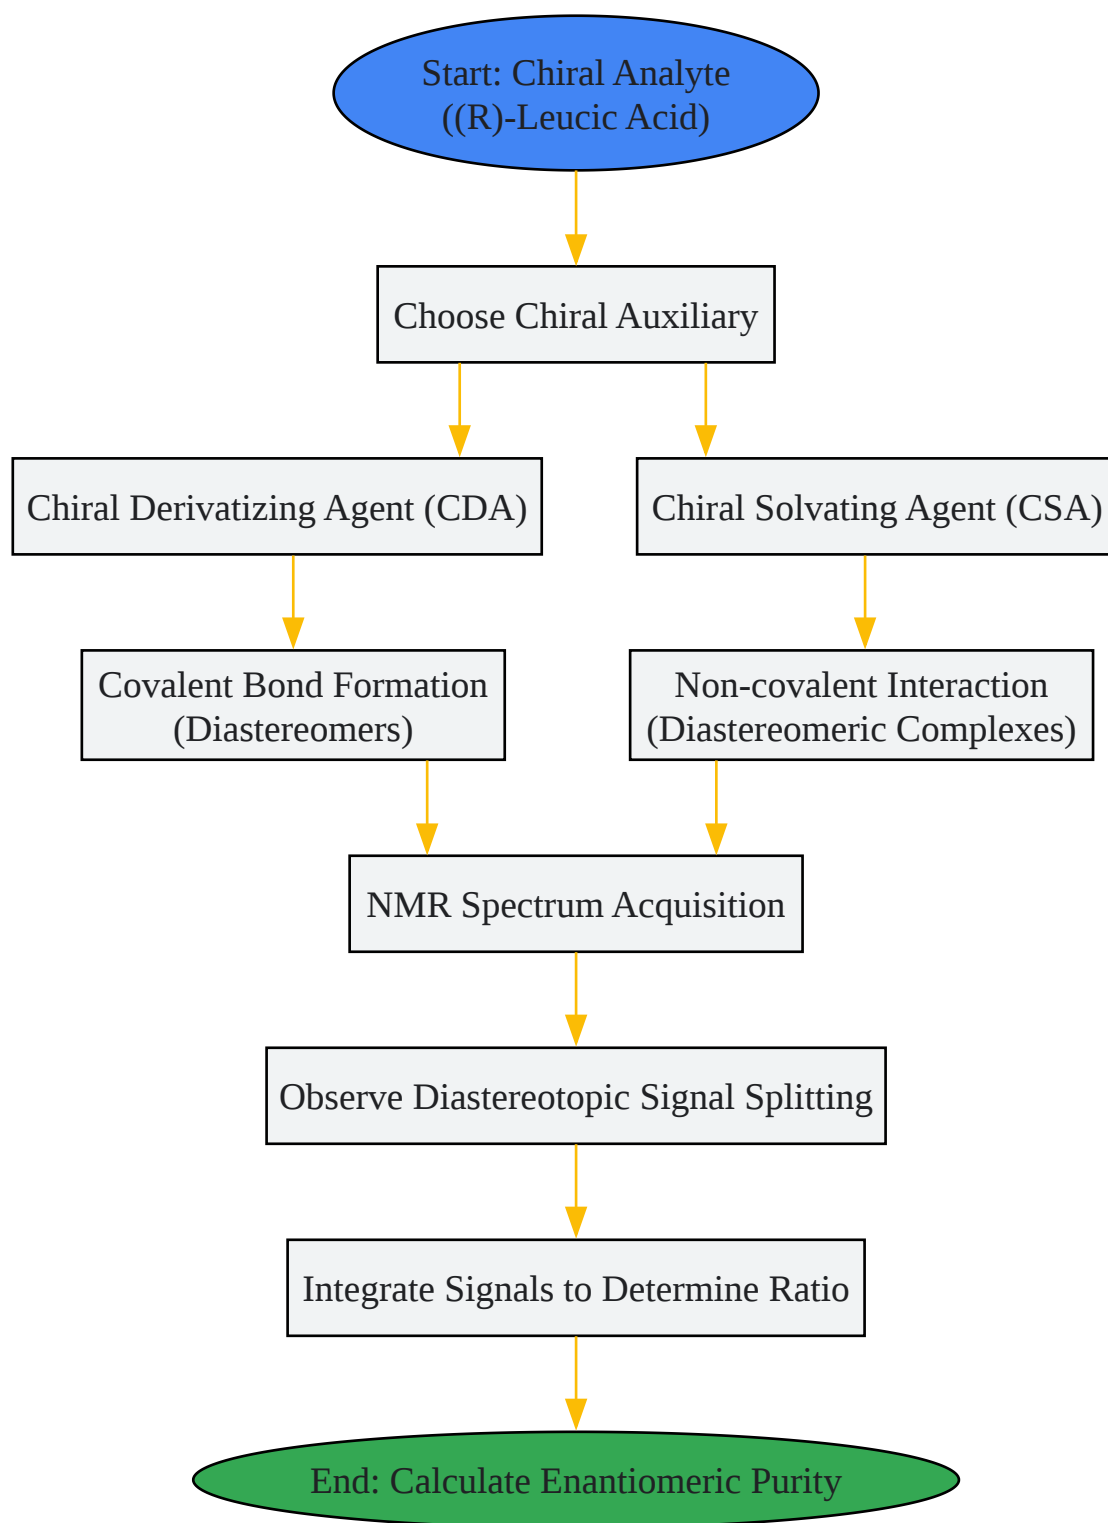 Start: Chiral Analyte
((R)-Leucic Acid)
Choose Chiral Auxiliary
Chiral Derivatizing Agent (CDA)
Chiral Solvating Agent (CSA)
Covalent Bond Formation
(Diastereomers)
Non-covalent Interaction
(Diastereomeric Complexes)
NMR Spectrum Acquisition
Observe Diastereotopic Signal Splitting
Integrate Signals to Determine Ratio
End: Calculate Enantiomeric Purity